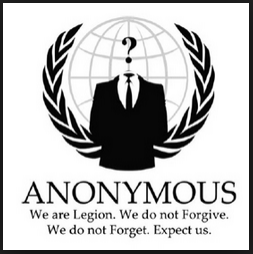 ?
ANONYMOUS
We are Legion. We do not Forgive.
We do not Forget. Expect us.